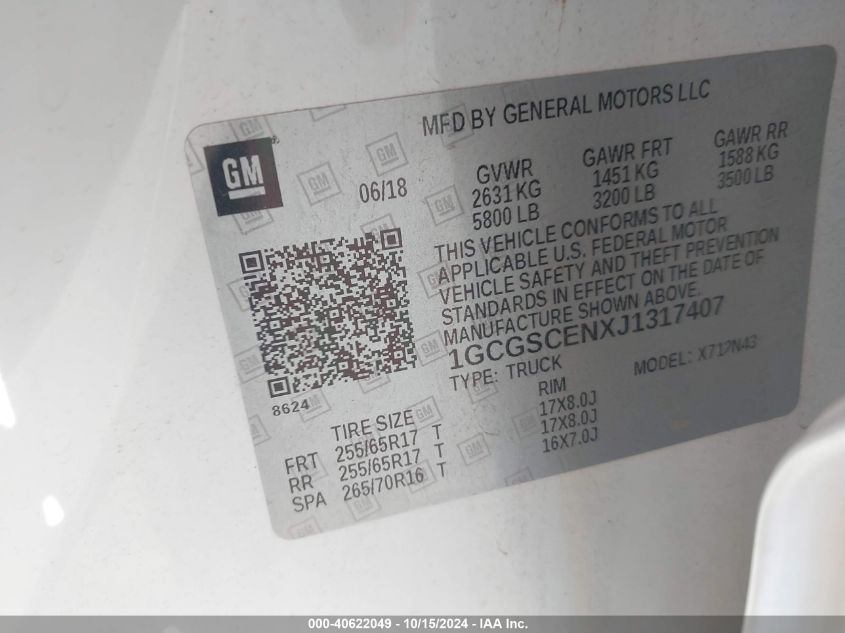 MFD BY GENERAL MOTORS LLC
GM
06/18
GVWR GAWR FRT GAWR RR
2631 KG 1451 KG 1588 KG
5800 LB 3200 LB 3500 LB
THIS VEHICLE CONFORMS TO ALL
APPLICABLE U.S. FEDERAL MOTOR
VEHICLE SAFETY AND THEFT PREVENTION
STANDARDS IN EFFECT ON THE DATE OF
MANUFACTURE SHOWN ABOVE.
1GCGSCENXJ1317407
TYPE: TRUCK MODEL: X712N43
8624
TIRE SIZE RIM
FRT 255/65R17 T 17X8.0J
RR 255/65R17 T 17X8.0J
SPA 265/70R16 T 16X7.0J
000-40622049 - 10/15/2024 - IAA Inc.